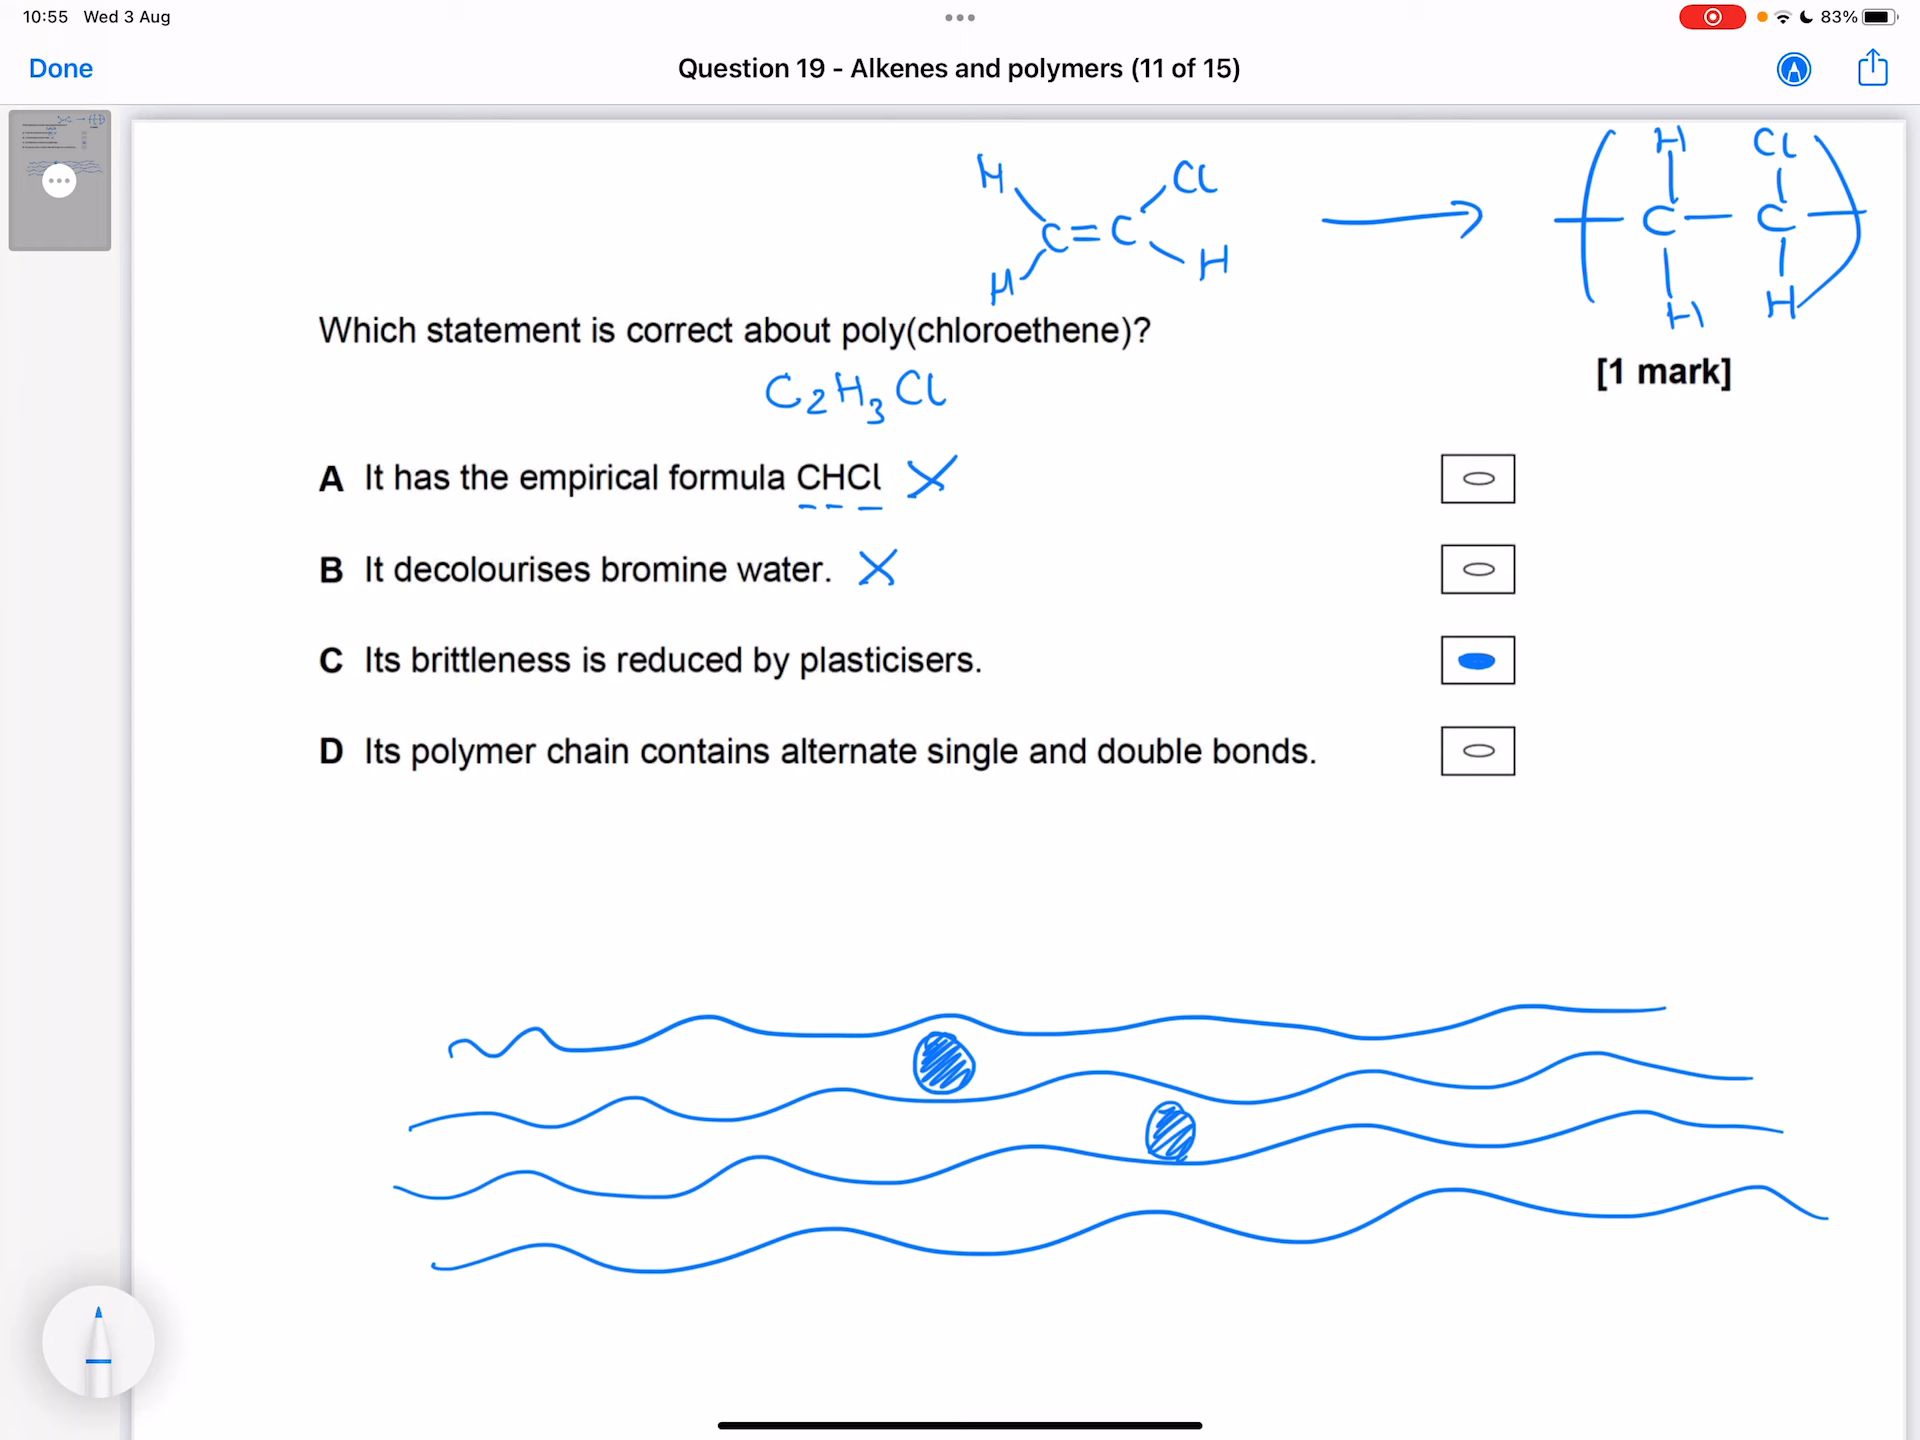 10:55 Wed 3 Aug
83%
Done
Question 19 - Alkenes and polymers (11 of 15)
H Cl
H Cl
C=C
C-C
H
H
H H
Which statement is correct about poly(chloroethene)?
[1 mark]
C2H3Cl
A It has the empirical formula CHCl X
B It decolourises bromine water. X
C Its brittleness is reduced by plasticisers.
D Its polymer chain contains alternate single and double bonds.